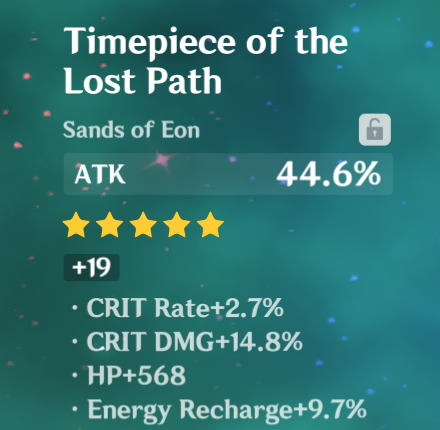 Timepiece of the
Lost Path
Sands of Eon
ATK 44.6%
+19
· CRIT Rate+2.7%
· CRIT DMG+14.8%
· HP+568
· Energy Recharge+9.7%